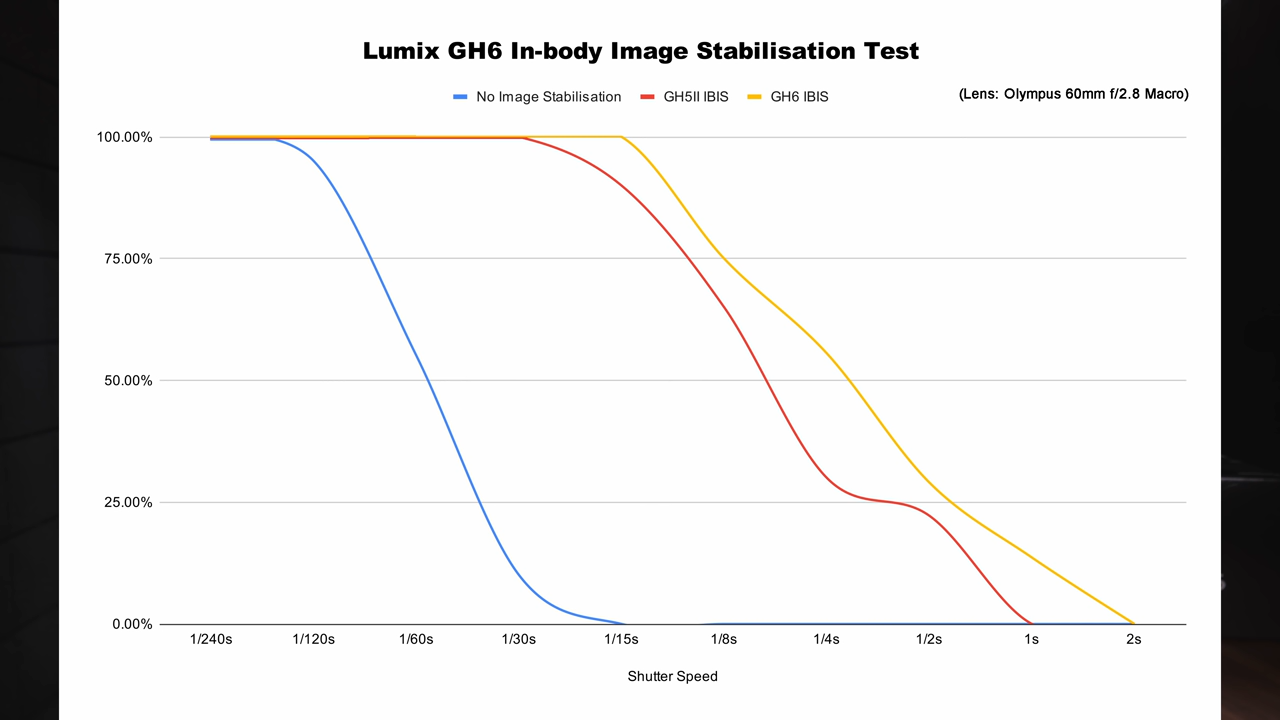 Lumix GH6 In-body Image Stabilisation Test
No Image Stabilisation GH5II IBIS GH6 IBIS
(Lens: Olympus 60mm f/2.8 Macro)
100.00%
75.00%
50.00%
25.00%
0.00%
1/240s 1/120s 1/60s 1/30s 1/15s 1/8s 1/4s 1/2s 1s 2s
Shutter Speed